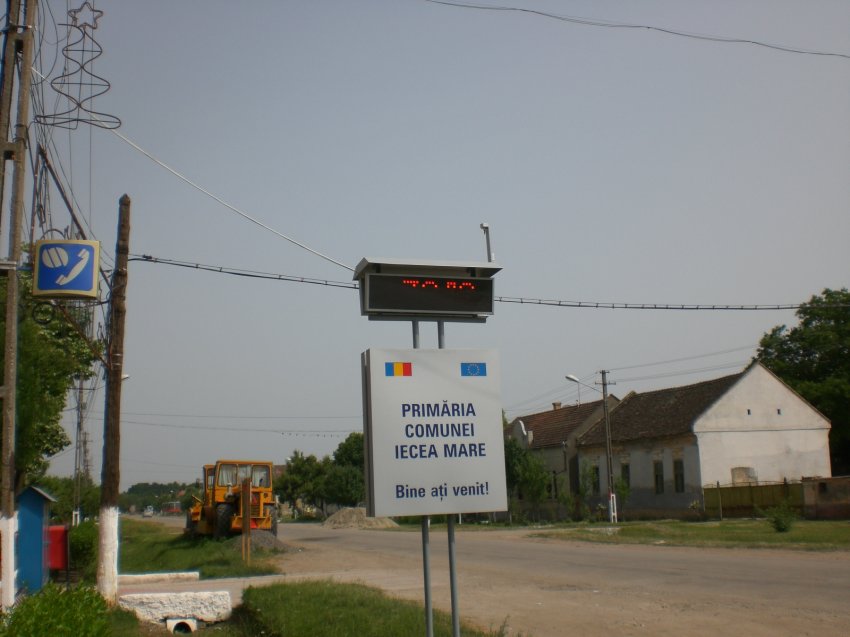 PRIMĂRIA
COMUNEI
IECEA MARE
Bine ați venit!